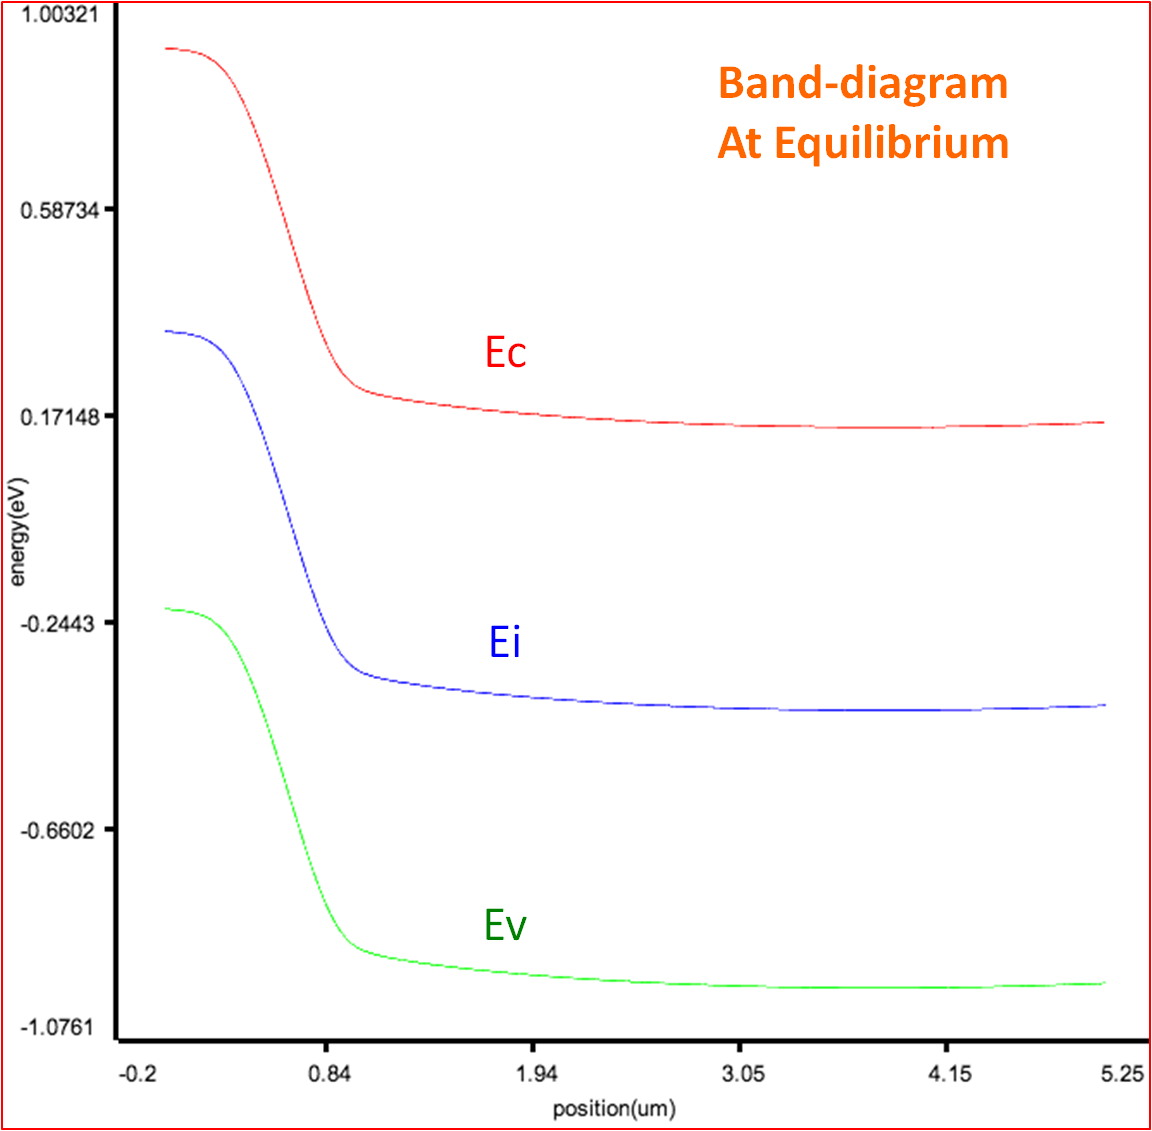 1.00321
Band-diagram
At Equilibrium
0.58734
Ec
0.17148
energy(eV)
-0.2443
Ei
-0.6602
Ev
-1.0761
-0.2 0.84 1.94 3.05 4.15 5.25
position(um)